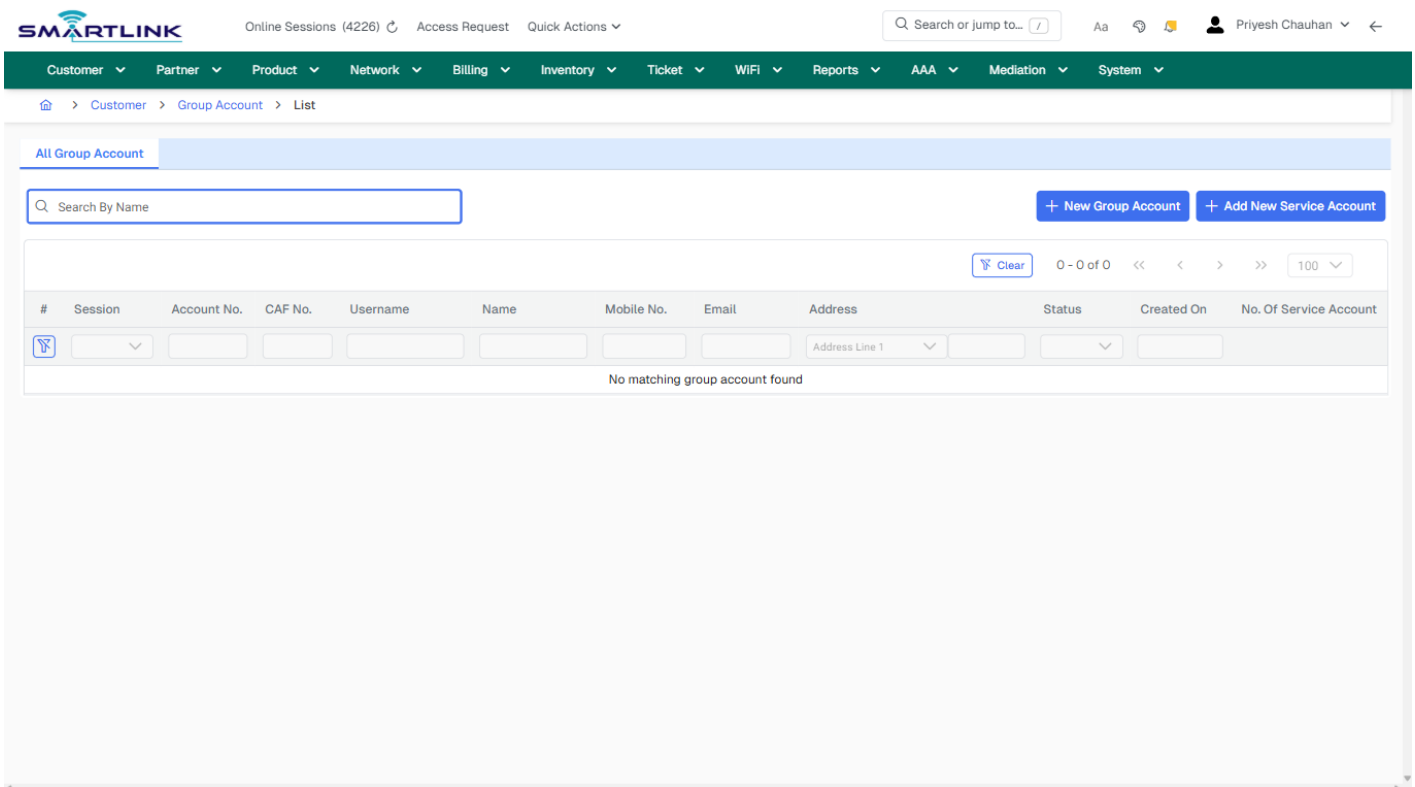 SMARTLINK Online Sessions (4226) Access Request Quick Actions Search or jump to... / Aa Priyesh Chauhan
Customer Partner Product Network Billing Inventory Ticket WiFi Reports AAA Mediation System
> Customer > Group Account > List
All Group Account
Search By Name + New Group Account + Add New Service Account
Clear 0 - 0 of 0 << < > >> 100
# Session Account No. CAF No. Username Name Mobile No. Email Address Status Created On No. Of Service Account
Address Line 1
No matching group account found